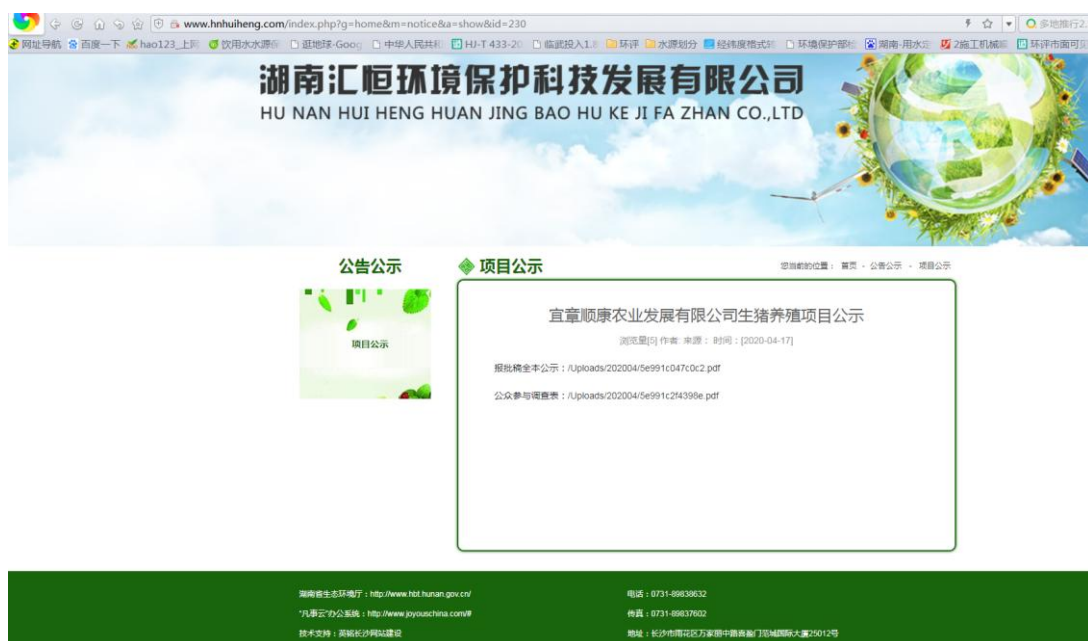 www.hnhuiheng.com/index.php?g=home&m=notice&a=show&id=230
多地推行2
网址导航 百度一下 hao123_上网 饮用水水源保 逛地球-Goog 中华人民共和 HJ-T 433-20 临武投入1. 环评 水源划分 经纬度格式转 环境保护部 湖南-用水定 2施工机械噪 环评市面可
湖南汇恒环境保护科技发展有限公司
HU NAN HUI HENG HUAN JING BAO HU KE JI FA ZHAN CO.,LTD
公告公示
项目公示
您当前的位置： 首页 - 公告公示 - 项目公示
项目公示
宜章顺康农业发展有限公司生猪养殖项目公示
浏览量[5] 作者: 来源： 时间：[2020-04-17]
报批稿全本公示：/Uploads/202004/5e991c047c0c2.pdf
公众参与调查表：/Uploads/202004/5e991c2f4398e.pdf
湖南省生态环境厅：http://www.hbt.hunan.gov.cn/
电话：0731-89838632
"凡事云"办公系统：http://www.joyouschina.com/#
传真：0731-89837602
技术支持：英铭长沙网站建设
地址：长沙市雨花区万家丽中路喜盈门范城国际大厦25012号